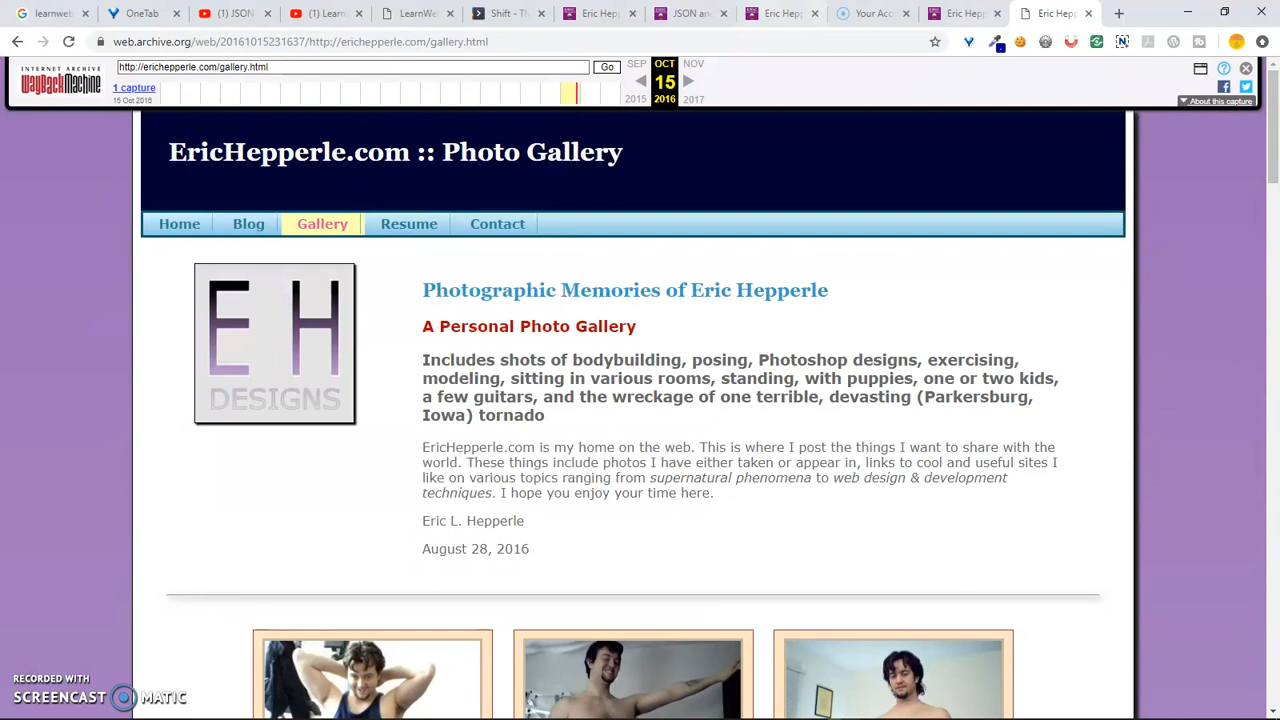 learnweb
OneTab
(1) JSON
(1) Learn
LearnWel
Shift - Th
Eric Hepp
JSON an
Eric Hepp
Your Acc
Eric Hepp
Eric Hepp
web.archive.org/web/20161015231637/http://erichepperle.com/gallery.html
INTERNET ARCHIVE
WayBackMachine
http://erichepperle.com/gallery.html
Go
SEP OCT NOV
1 capture
15
15 Oct 2016
2015 2016 2017
About this capture
EricHepperle.com :: Photo Gallery
Home Blog Gallery Resume Contact
E H
DESIGNS
Photographic Memories of Eric Hepperle
A Personal Photo Gallery
Includes shots of bodybuilding, posing, Photoshop designs, exercising,
modeling, sitting in various rooms, standing, with puppies, one or two kids,
a few guitars, and the wreckage of one terrible, devasting (Parkersburg,
Iowa) tornado
EricHepperle.com is my home on the web. This is where I post the things I want to share with the
world. These things include photos I have either taken or appear in, links to cool and useful sites I
like on various topics ranging from supernatural phenomena to web design & development
techniques. I hope you enjoy your time here.
Eric L. Hepperle
August 28, 2016
RECORDED WITH
SCREENCAST MATIC